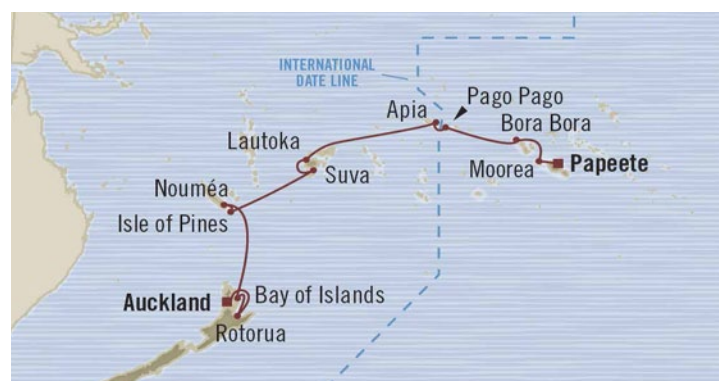 INTERNATIONAL
DATE LINE
Pago Pago
Apia
Bora Bora
Lautoka
Moorea
Papeete
Suva
Nouméa
Isle of Pines
Auckland
Bay of Islands
Rotorua